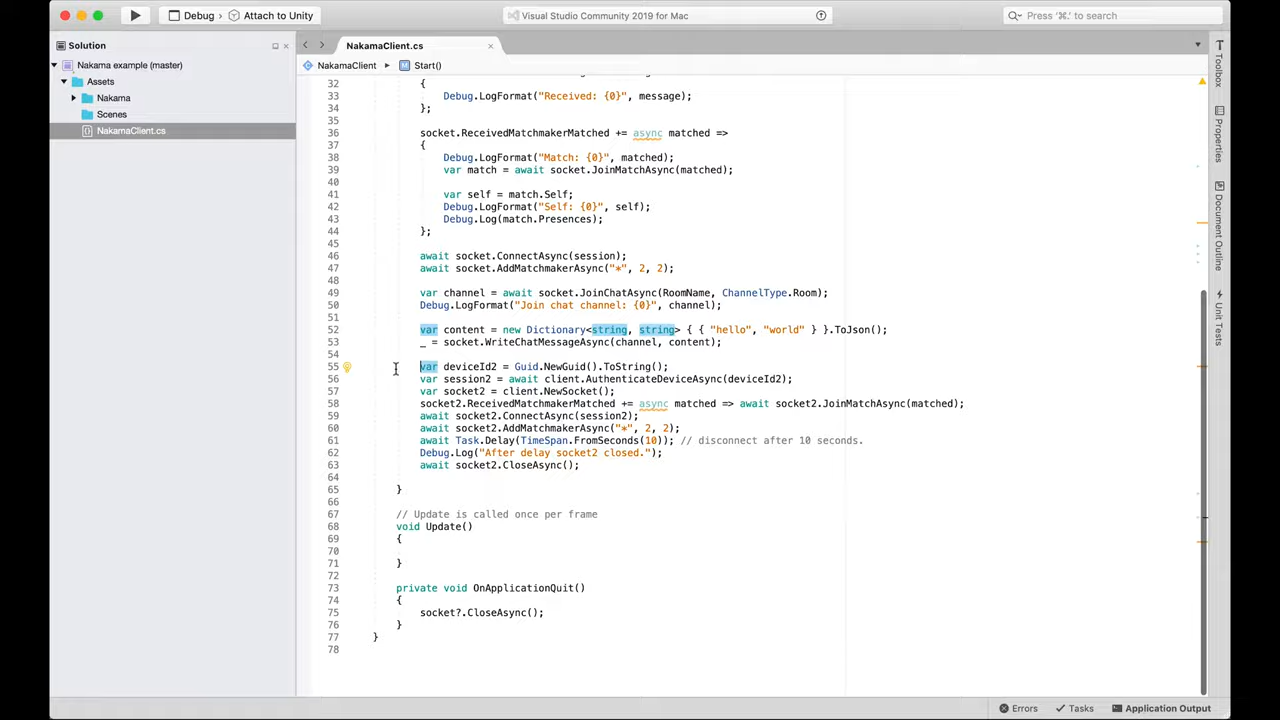 Debug
Attach to Unity
Visual Studio Community 2019 for Mac
Press '⌘.' to search
Solution
Nakama example (master)
Assets
Nakama
Scenes
NakamaClient.cs
NakamaClient.cs
NakamaClient
Start()
32 {
33 Debug.LogFormat("Received: {0}", message);
34 };
35
36 socket.ReceivedMatchmakerMatched += async matched =>
37 {
38 Debug.LogFormat("Match: {0}", matched);
39 var match = await socket.JoinMatchAsync(matched);
40
41 var self = match.Self;
42 Debug.LogFormat("Self: {0}", self);
43 Debug.Log(match.Presences);
44 };
45
46 await socket.ConnectAsync(session);
47 await socket.AddMatchmakerAsync("*", 2, 2);
48
49 var channel = await socket.JoinChatAsync(RoomName, ChannelType.Room);
50 Debug.LogFormat("Join chat channel: {0}", channel);
51
52 var content = new Dictionary<string, string> { { "hello", "world" } }.ToJson();
53 _ = socket.WriteChatMessageAsync(channel, content);
54
55 var deviceId2 = Guid.NewGuid().ToString();
56 var session2 = await client.AuthenticateDeviceAsync(deviceId2);
57 var socket2 = client.NewSocket();
58 socket2.ReceivedMatchmakerMatched += async matched => await socket2.JoinMatchAsync(matched);
59 await socket2.ConnectAsync(session2);
60 await socket2.AddMatchmakerAsync("*", 2, 2);
61 await Task.Delay(TimeSpan.FromSeconds(10)); // disconnect after 10 seconds.
62 Debug.Log("After delay socket2 closed.");
63 await socket2.CloseAsync();
64
65 }
66
67 // Update is called once per frame
68 void Update()
69 {
70
71 }
72
73 private void OnApplicationQuit()
74 {
75 socket?.CloseAsync();
76 }
77 }
78
Toolbox
Properties
Document Outline
Unit Tests
Errors
Tasks
Application Output